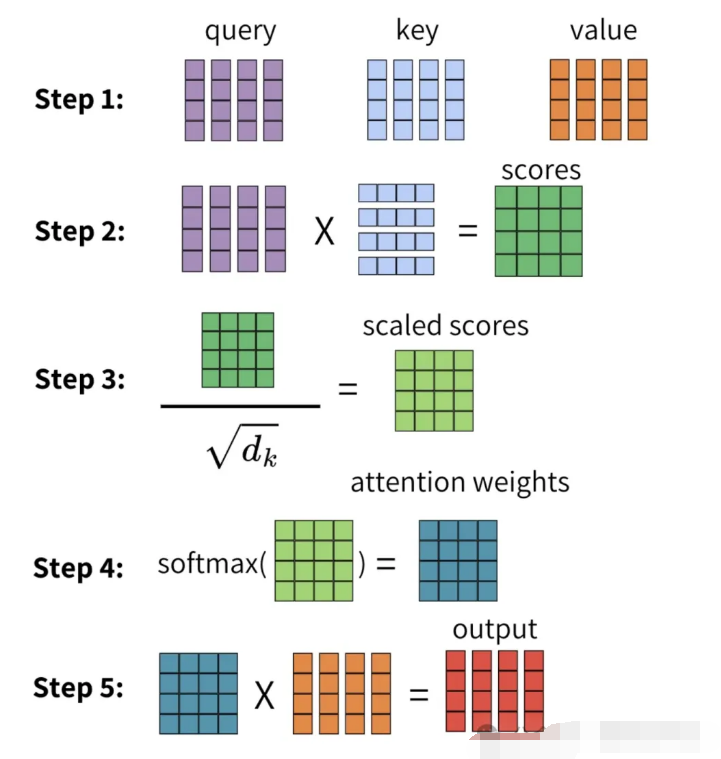 query key value
Step 1:
scores
Step 2: X =
scaled scores
Step 3: =
√dₖ
attention weights
Step 4: softmax( ) =
output
Step 5: X =